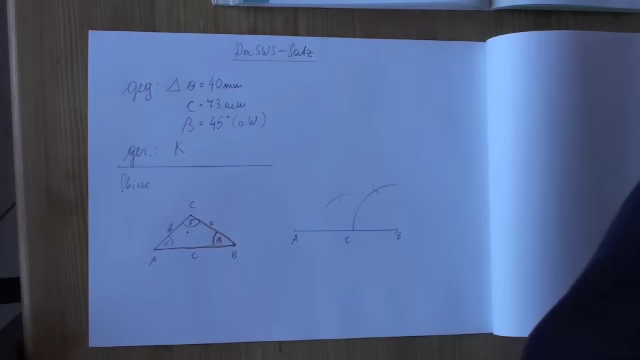 Der SWS-Satz
geg: △ a = 40mm
c = 73mm
β = 45° (o.W)
ges.: K
Skizze
C
γ
b a
α β
A c B
A c B